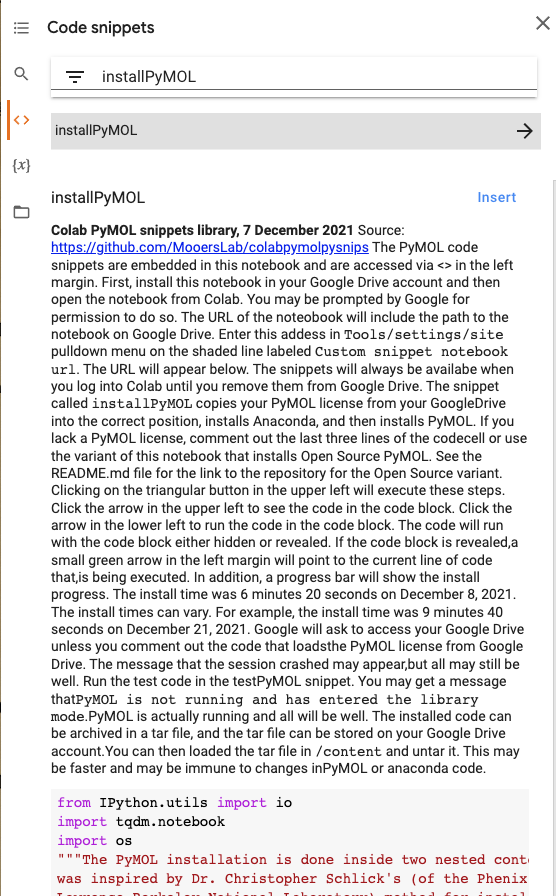 Code snippets
installPyMOL
installPyMOL
{x}
installPyMOL
Insert
Colab PyMOL snippets library, 7 December 2021 Source:
https://github.com/MooersLab/colabpymolpysnips The PyMOL code
snippets are embedded in this notebook and are accessed via <> in the left
margin. First, install this notebook in your Google Drive account and then
open the notebook from Colab. You may be prompted by Google for
permission to do so. The URL of the noteobook will include the path to the
notebook on Google Drive. Enter this addess in Tools/settings/site
pulldown menu on the shaded line labeled Custom snippet notebook
url. The URL will appear below. The snippets will always be availabe when
you log into Colab until you remove them from Google Drive. The snippet
called installPyMOL copies your PyMOL license from your GoogleDrive
into the correct position, installs Anaconda, and then installs PyMOL. If you
lack a PyMOL license, comment out the last three lines of the codecell or use
the variant of this notebook that installs Open Source PyMOL. See the
README.md file for the link to the repository for the Open Source variant.
Clicking on the triangular button in the upper left will execute these steps.
Click the arrow in the upper left to see the code in the code block. Click the
arrow in the lower left to run the code in the code block. The code will run
with the code block either hidden or revealed. If the code block is revealed,a
small green arrow in the left margin will point to the current line of code
that,is being executed. In addition, a progress bar will show the install
progress. The install time was 6 minutes 20 seconds on December 8, 2021.
The install times can vary. For example, the install time was 9 minutes 40
seconds on December 21, 2021. Google will ask to access your Google Drive
unless you comment out the code that loadsthe PyMOL license from Google
Drive. The message that the session crashed may appear,but all may still be
well. Run the test code in the testPyMOL snippet. You may get a message
thatPyMOL is not running and has entered the library
mode.PyMOL is actually running and all will be well. The installed code can
be archived in a tar file, and the tar file can be stored on your Google Drive
account.You can then loaded the tar file in /content and untar it. This may
be faster and may be immune to changes inPyMOL or anaconda code.
from IPython.utils import io
import tqdm.notebook
import os
"""The PyMOL installation is done inside two nested conte
was inspired by Dr. Christopher Schlick's (of the Phenix